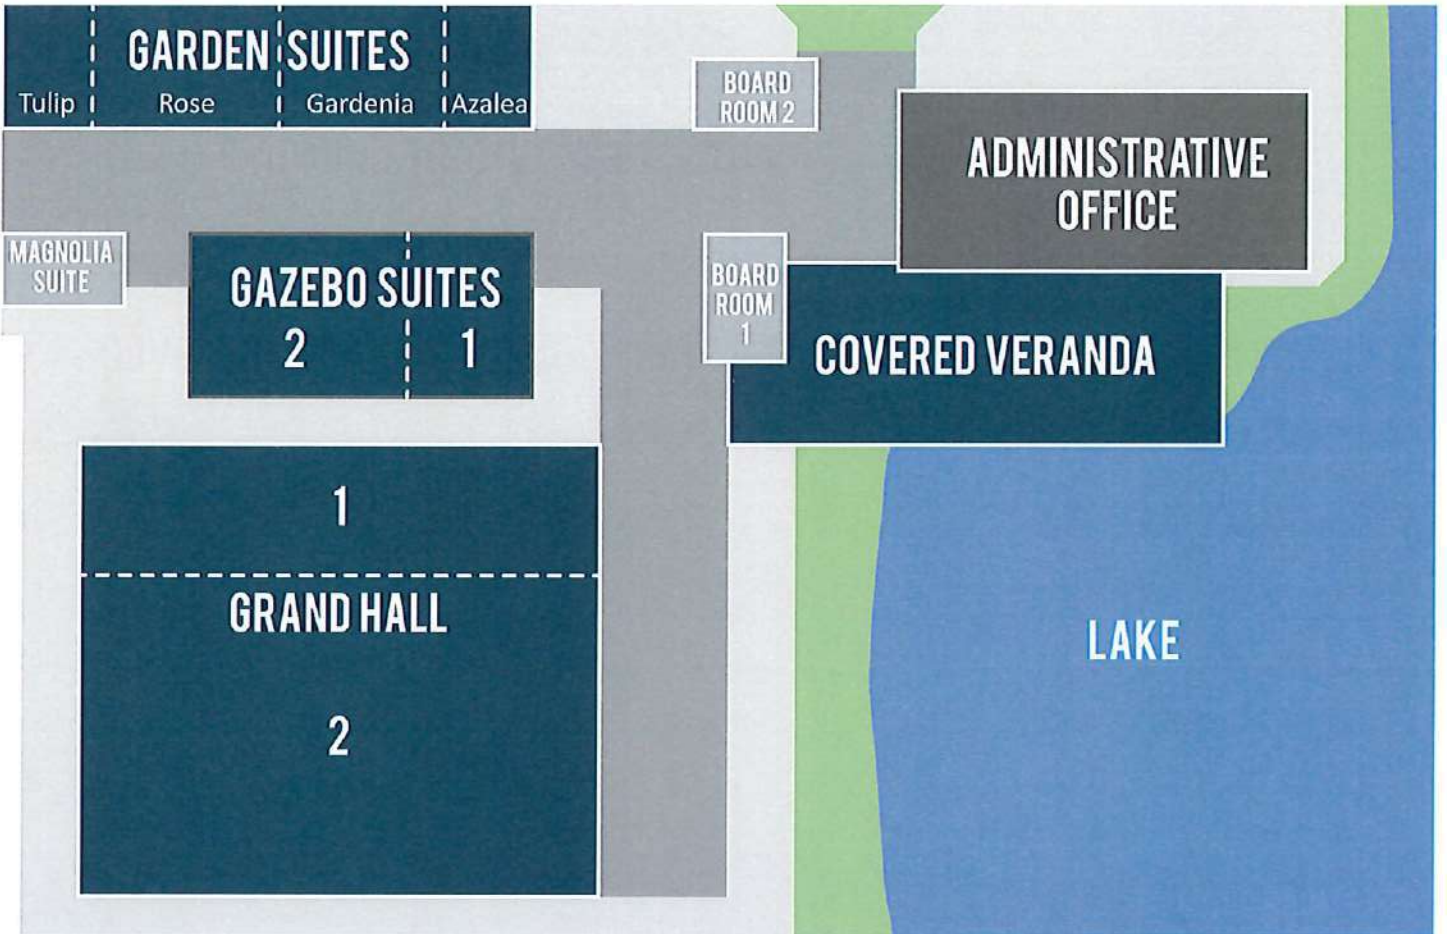 GARDEN SUITES
Tulip Rose Gardenia Azalea
BOARD
ROOM 2
ADMINISTRATIVE
OFFICE
MAGNOLIA
SUITE
GAZEBO SUITES
2 1
BOARD
ROOM
1
COVERED VERANDA
1
GRAND HALL
2
LAKE